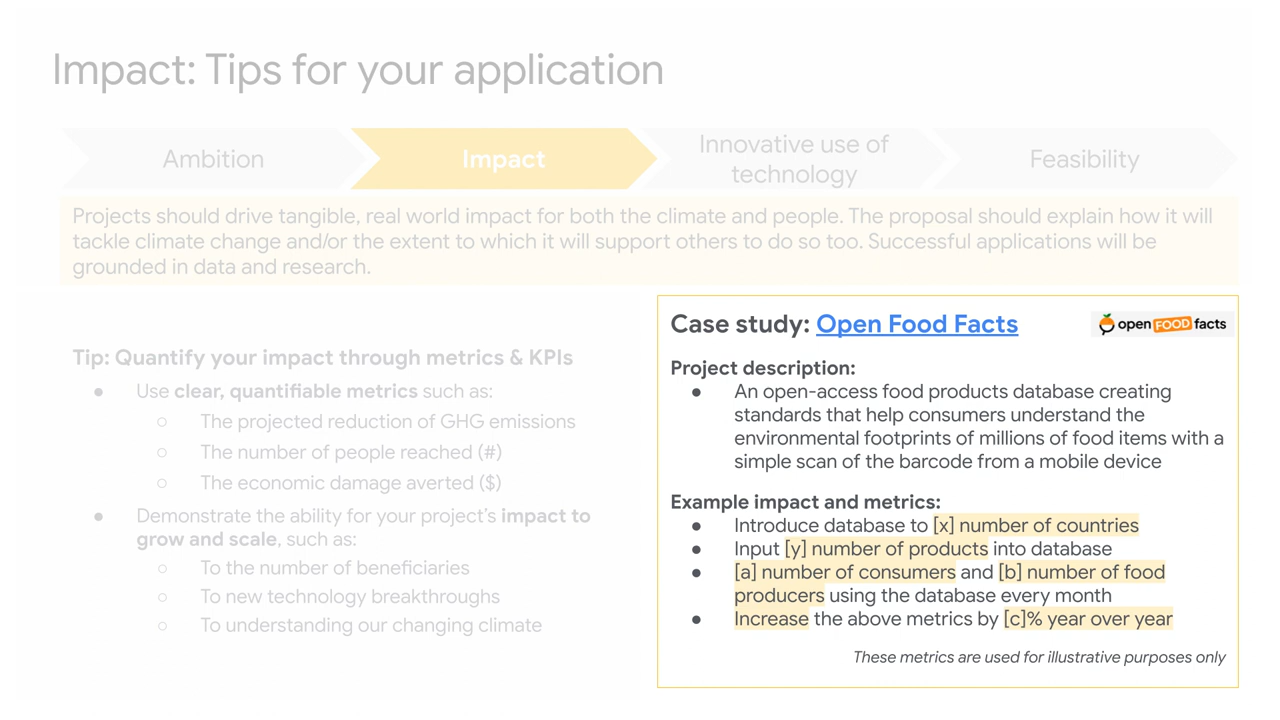 Impact: Tips for your application
Ambition
Impact
Innovative use of
technology
Feasibility
Projects should drive tangible, real world impact for both the climate and people. The proposal should explain how it will
tackle climate change and/or the extent to which it will support others to do so too. Successful applications will be
grounded in data and research.
Tip: Quantify your impact through metrics & KPIs
● Use clear, quantifiable metrics such as:
○ The projected reduction of GHG emissions
○ The number of people reached (#)
○ The economic damage averted ($)
● Demonstrate the ability for your project's impact to
grow and scale, such as:
○ To the number of beneficiaries
○ To new technology breakthroughs
○ To understanding our changing climate
Case study: Open Food Facts
open FOOD facts
Project description:
● An open-access food products database creating
standards that help consumers understand the
environmental footprints of millions of food items with a
simple scan of the barcode from a mobile device
Example impact and metrics:
● Introduce database to [x] number of countries
● Input [y] number of products into database
● [a] number of consumers and [b] number of food
producers using the database every month
● Increase the above metrics by [c]% year over year
These metrics are used for illustrative purposes only